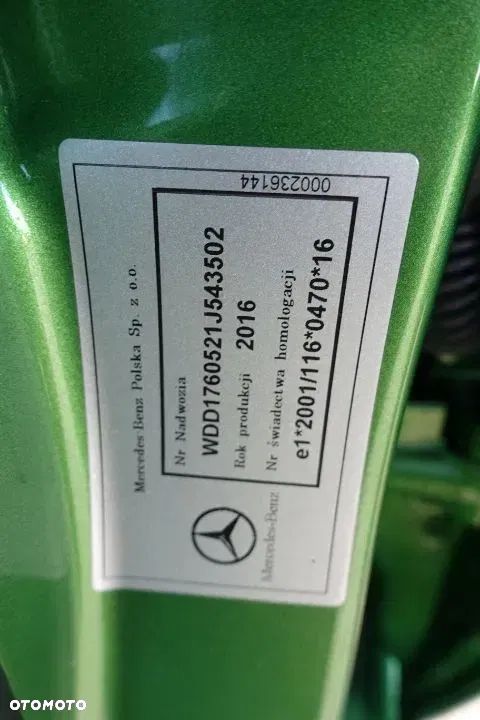 000236144
Mercedes-Benz Polska Sp. z o.o.
Nr Nadwozia
WDD1760521J543502
Rok produkcji 2016
Nr świadectwa homologacji
e1*2001/116*0470*16
Mercedes-Benz
OTOMOTO